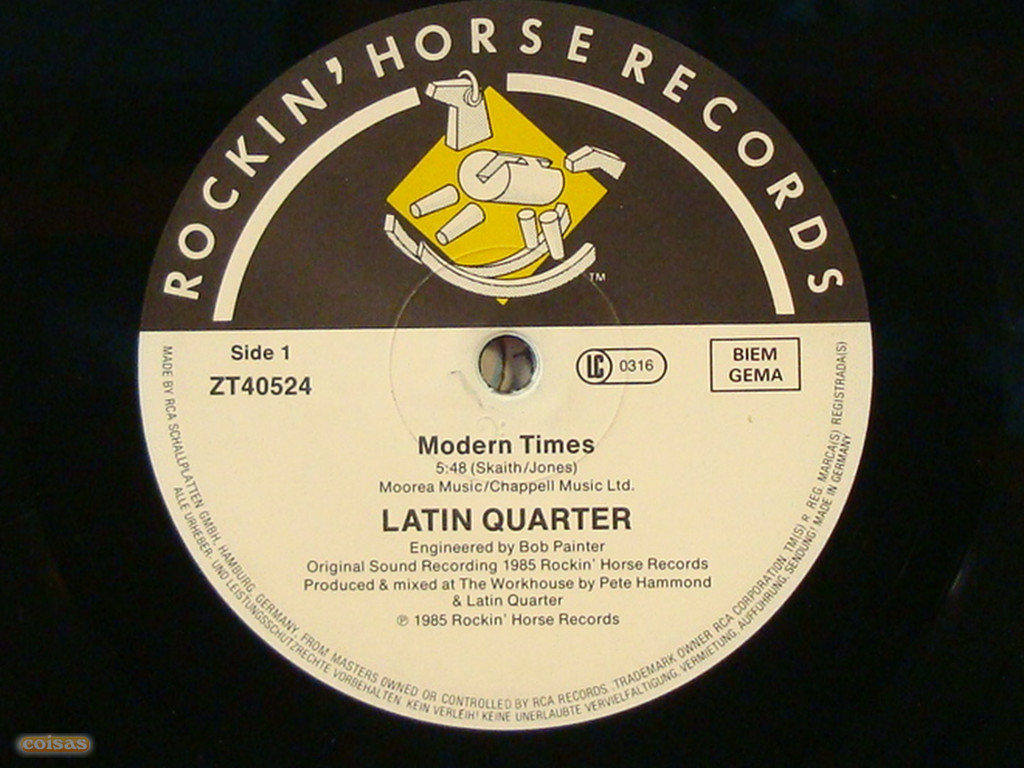 ROCKIN' HORSE RECORDS
TM
Side 1
ZT40524
LC 0316
BIEM
GEMA
Modern Times
5:48 (Skaith/Jones)
Moorea Music/Chappell Music Ltd.
LATIN QUARTER
Engineered by Bob Painter
Original Sound Recording 1985 Rockin' Horse Records
Produced & mixed at The Workhouse by Pete Hammond
& Latin Quarter
℗ 1985 Rockin' Horse Records
MADE BY RCA SCHALLPLATTEN GMBH, HAMBURG, GERMANY, FROM MASTERS OWNED OR CONTROLLED BY RCA RECORDS. TRADEMARK OWNER RCA CORPORATION. TM(S) R REG. MARCA(S) REGISTRADA(S)
ALLE URHEBER- UND LEISTUNGSSCHUTZRECHTE VORBEHALTEN. KEIN VERLEIH! KEINE UNERLAUBTE VERVIELFÄLTIGUNG, VERMIETUNG, AUFFÜHRUNG, SENDUNG! MADE IN GERMANY
coisas